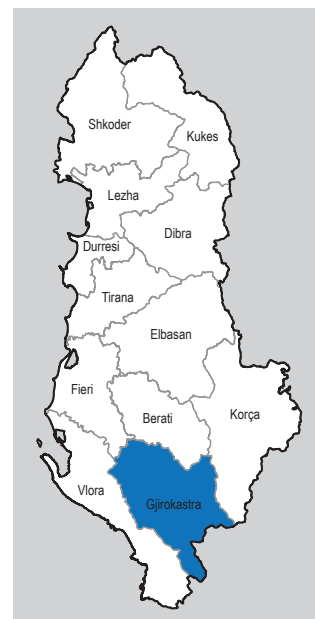 Shkoder
Kukes
Lezha
Dibra
Durresi
Tirana
Elbasan
Fieri
Berati
Korça
Vlora
Gjirokastra